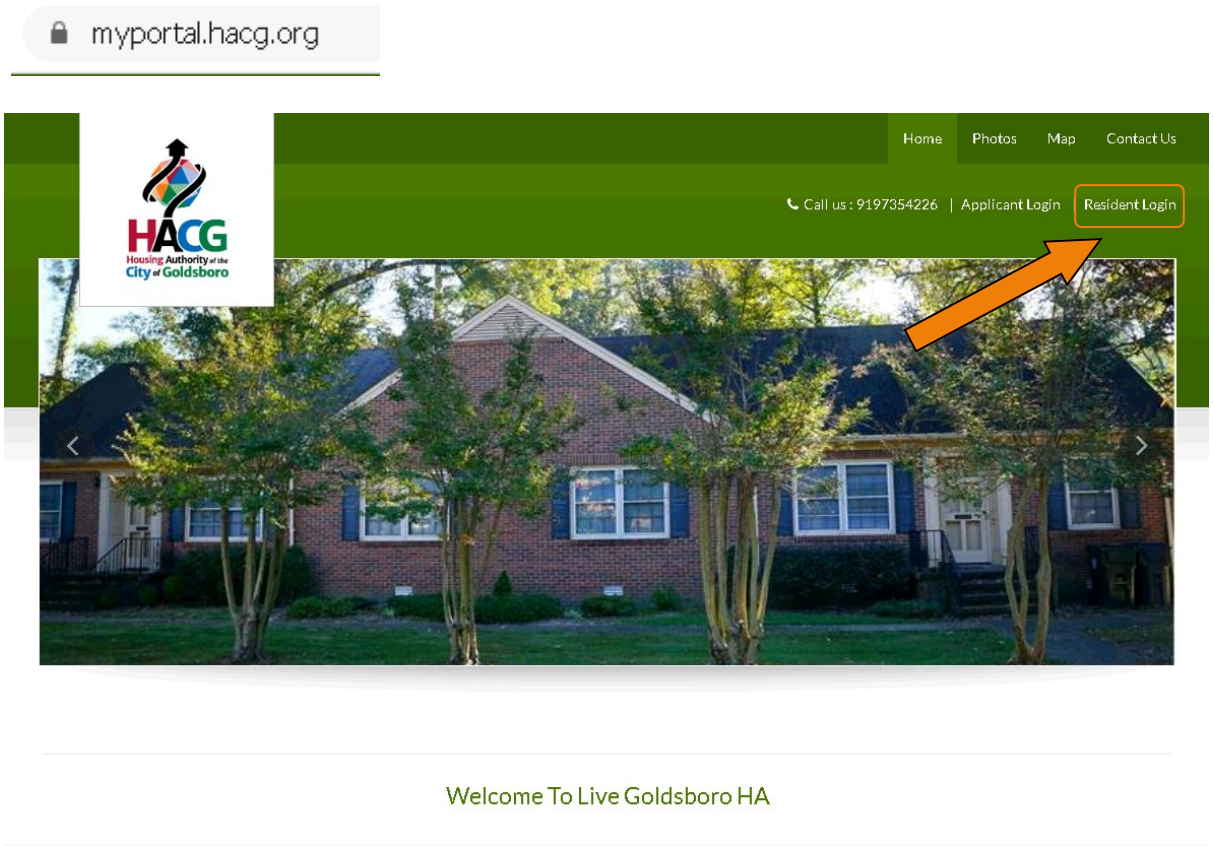 myportal.hacg.org
Home Photos Map Contact Us
Call us : 9197354226 | Applicant Login | Resident Login
HACG
Housing Authority of the
City of Goldsboro
Welcome To Live Goldsboro HA